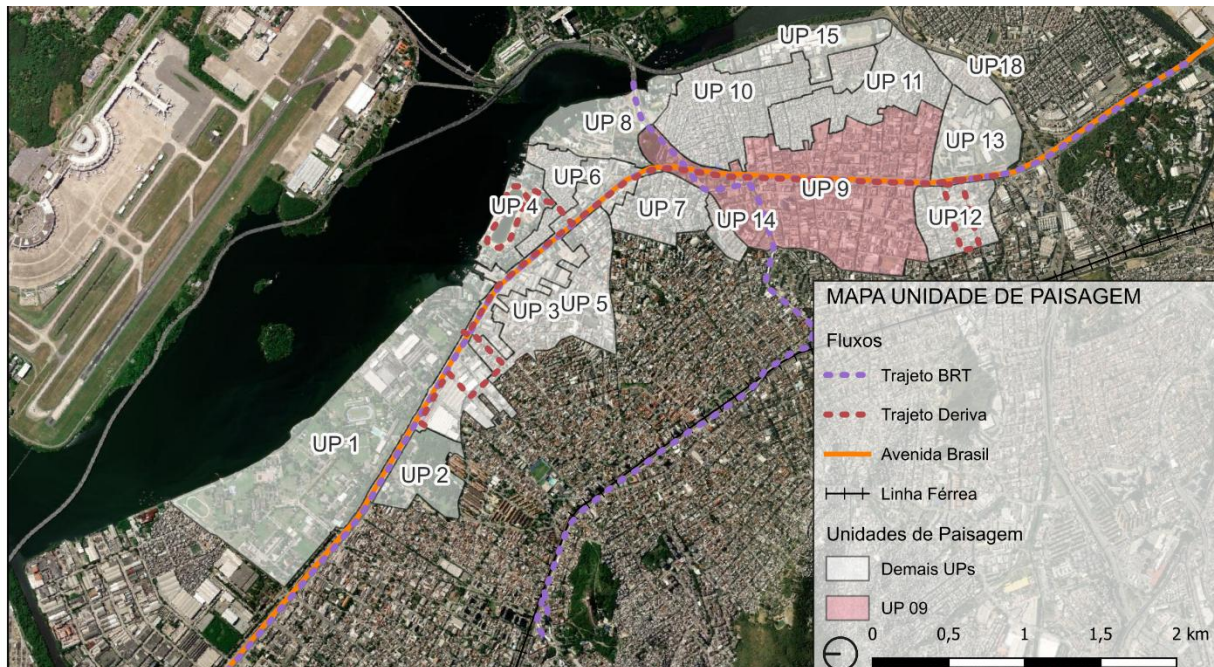 UP 15
UP 18
UP 10
UP 11
UP 8
UP 13
UP 6
UP 9
UP 4
UP 7
UP 14
UP12
UP 3
UP 5
UP 1
UP 2
MAPA UNIDADE DE PAISAGEM
Fluxos
Trajeto BRT
Trajeto Deriva
Avenida Brasil
Linha Férrea
Unidades de Paisagem
Demais UPs
UP 09
0 0,5 1 1,5 2 km